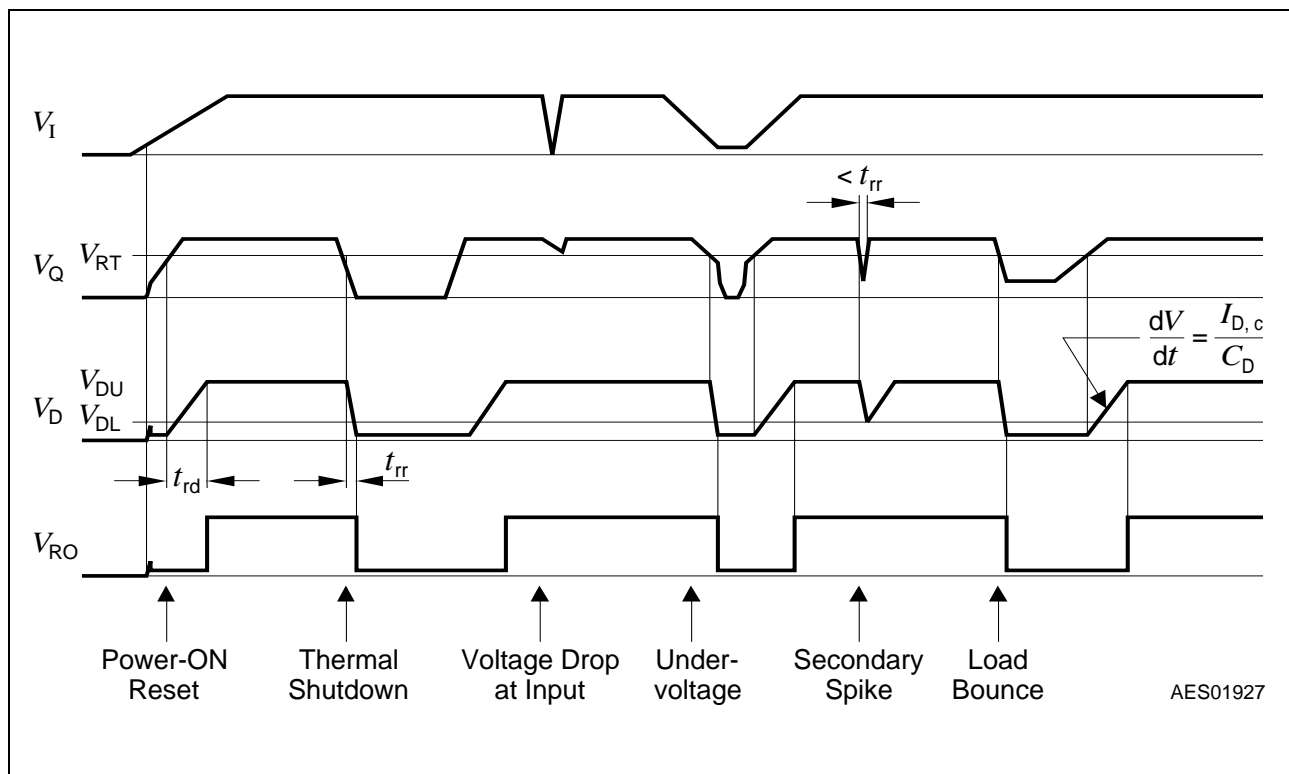 V_I
< t_rr
V_Q V_RT
dV/dt = I_D, c/C_D
V_DU
V_D V_DL
t_rd
t_rr
V_RO
Power-ON
Reset
Thermal
Shutdown
Voltage Drop
at Input
Under-
voltage
Secondary
Spike
Load
Bounce
AES01927